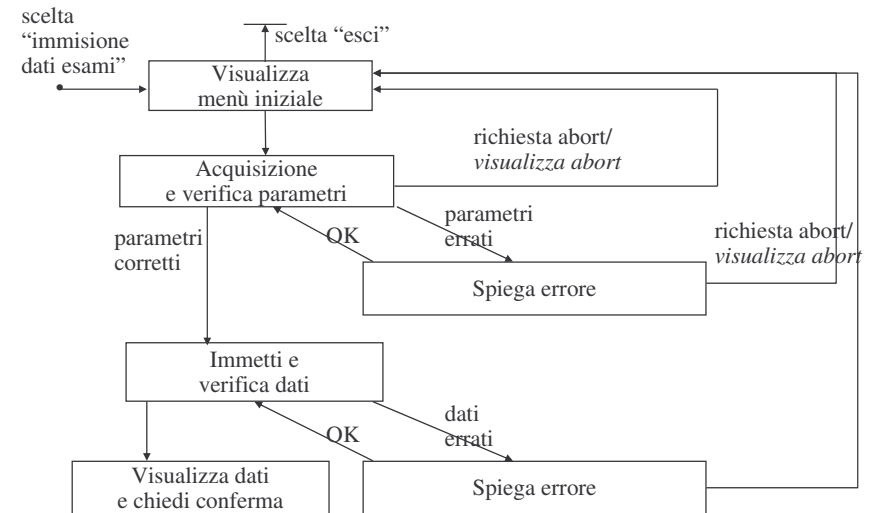 scelta
“immisione
dati esami”
scelta “esci”
Visualizza
menù iniziale
richiesta abort/
visualizza abort
Acquisizione
e verifica parametri
parametri
errati
OK
parametri
corretti
richiesta abort/
visualizza abort
Spiega errore
Immetti e
verifica dati
dati
errati
OK
Visualizza dati
e chiedi conferma
Spiega errore